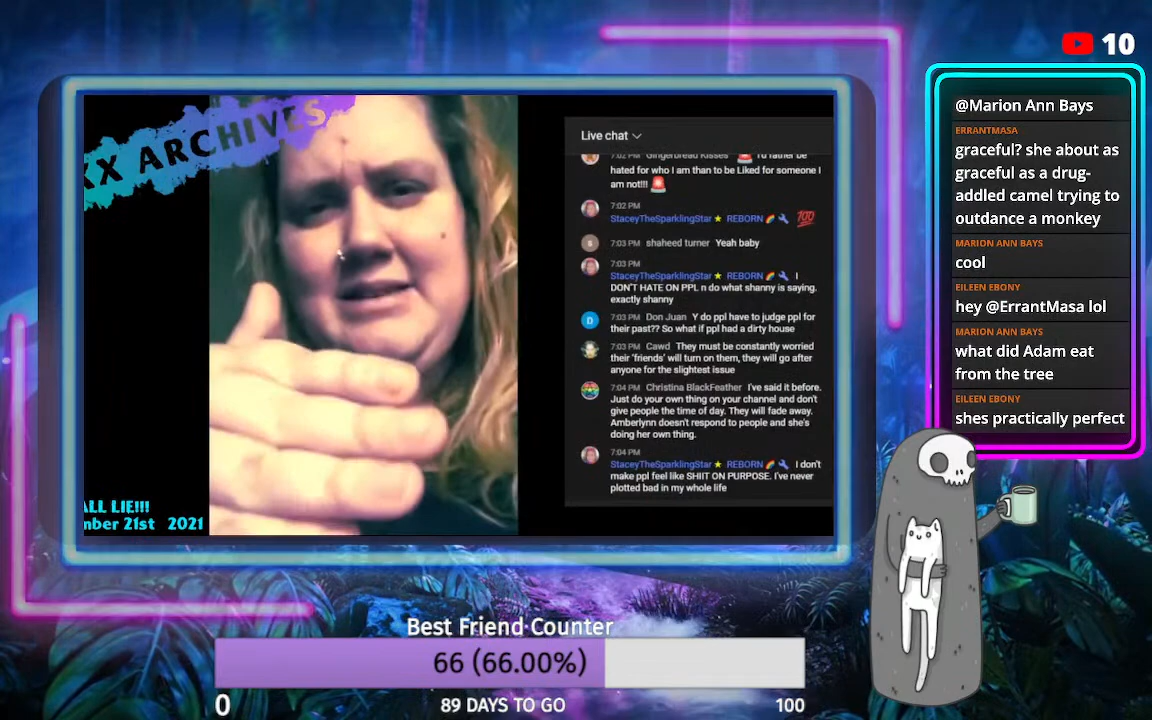 10
XX ARCHIVES
ALL LIE!!!
mber 21st 2021
Live chat
7:02 PM Gingerbread Kisses 🚨 I'd rather be
hated for who I am than to be Liked for someone I
am not!!! 🚨
7:02 PM
StaceyTheSparklingStar ⭐ REBORN 🌈 💯
7:03 PM shaheed turner Yeah baby
7:03 PM
StaceyTheSparklingStar ⭐ REBORN 🌈 I
DON'T HATE ON PPL n do what shanny is saying.
exactly shanny
7:03 PM Don Juan Y do ppl have to judge ppl for
their past?? So what if ppl had a dirty house
7:03 PM Cawd They must be constantly worried
their 'friends' will turn on them, they will go after
anyone for the slightest issue
7:04 PM Christina BlackFeather I've said it before.
Just do your own thing on your channel and don't
give people the time of day. They will fade away.
Amberlynn doesn't respond to people and she's
doing her own thing.
7:04 PM
StaceyTheSparklingStar ⭐ REBORN 🌈 I don't
make ppl feel like SHIIT ON PURPOSE. I've never
plotted bad in my whole life
@Marion Ann Bays
ERRANTMASA
graceful? she about as
graceful as a drug-
addled camel trying to
outdance a monkey
MARION ANN BAYS
cool
EILEEN EBONY
hey @ErrantMasa lol
MARION ANN BAYS
what did Adam eat
from the tree
EILEEN EBONY
shes practically perfect
Best Friend Counter
66 (66.00%)
0
89 DAYS TO GO
100